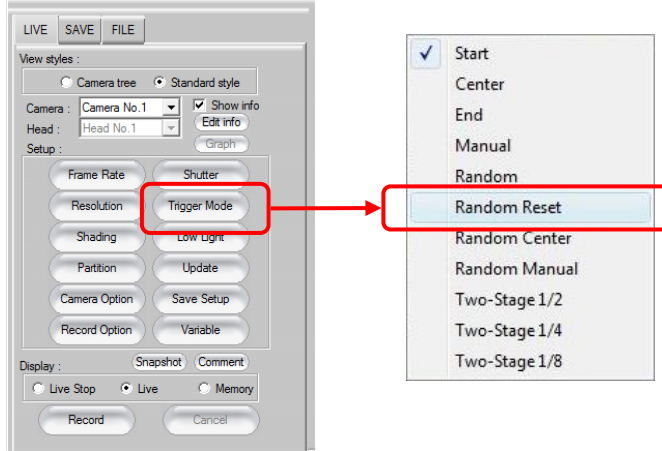 LIVE SAVE FILE
View styles :
Camera tree Standard style
Camera : Camera No.1 Show info
Head : Head No.1 Edit info
Setup : Graph
Frame Rate Shutter
Resolution Trigger Mode
Shading Low Light
Partition Update
Camera Option Save Setup
Record Option Variable
Display : Snapshot Comment
Live Stop Live Memory
Record Cancel
Start
Center
End
Manual
Random
Random Reset
Random Center
Random Manual
Two-Stage 1/2
Two-Stage 1/4
Two-Stage 1/8